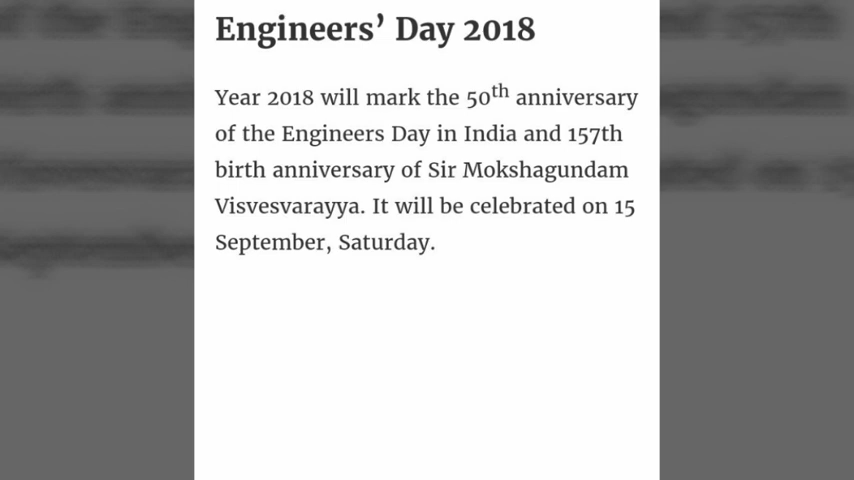 Engineers’ Day 2018
Year 2018 will mark the 50th anniversary
of the Engineers Day in India and 157th
birth anniversary of Sir Mokshagundam
Visvesvarayya. It will be celebrated on 15
September, Saturday.